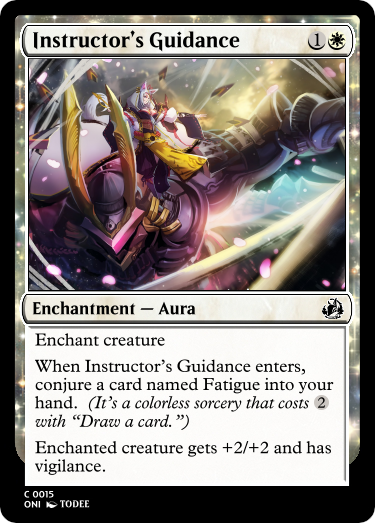 Instructor's Guidance 1
Enchantment — Aura
Enchant creature
When Instructor's Guidance enters,
conjure a card named Fatigue into your
hand. (It's a colorless sorcery that costs 2
with “Draw a card.”)
Enchanted creature gets +2/+2 and has
vigilance.
C 0015
ONI TODEE